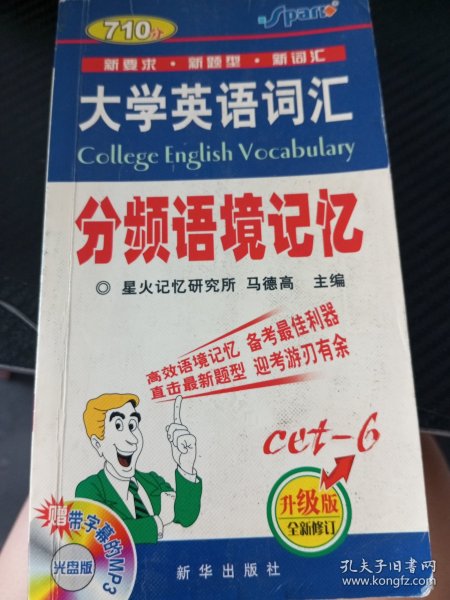 710分
Spark
新要求·新题型·新词汇
大学英语词汇
College English Vocabulary
分频语境记忆
◎ 星火记忆研究所 马德高 主编
高效语境记忆 备考最佳利器
直击最新题型 迎考游刃有余
cet-6
升级版
全新修订
赠带字幕的MP3
光盘版
新华出版社
孔夫子旧书网
www.kongfz.com